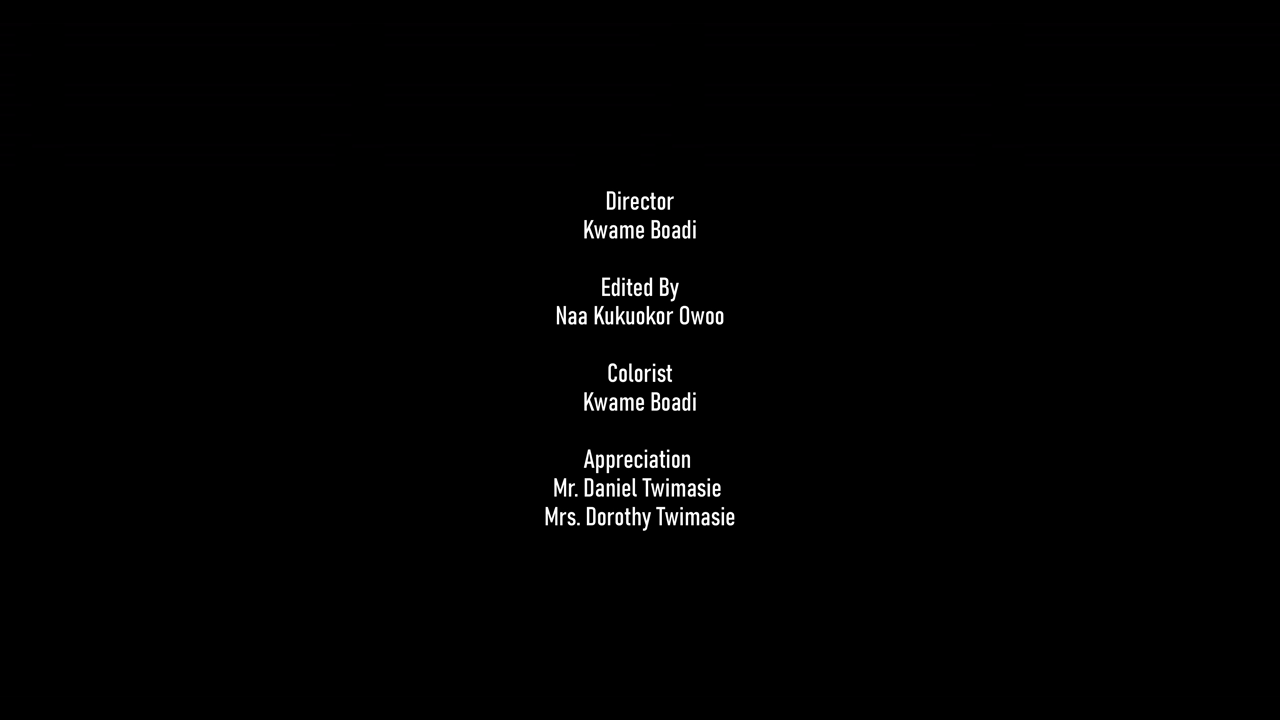 Director
Kwame Boadi
Edited By
Naa Kukuokor Owoo
Colorist
Kwame Boadi
Appreciation
Mr. Daniel Twimasie
Mrs. Dorothy Twimasie